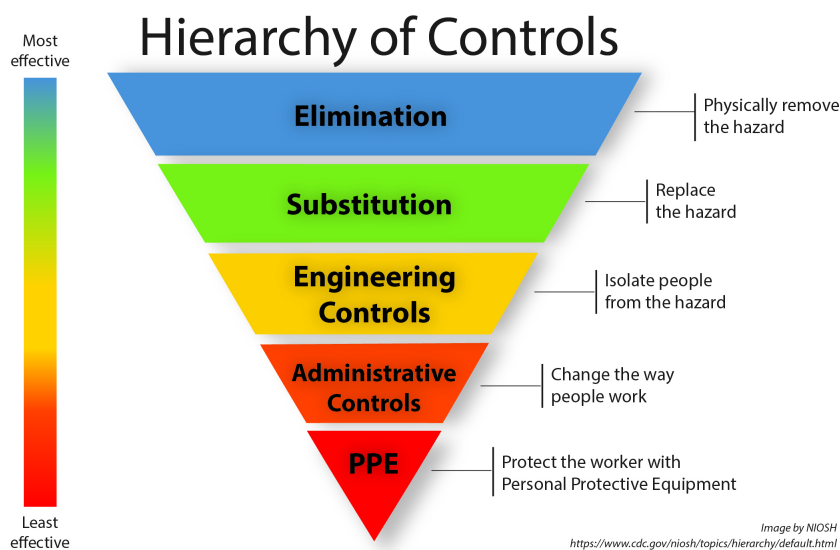 Hierarchy of Controls
Most
effective
Elimination
Physically remove
the hazard
Substitution
Replace
the hazard
Engineering
Controls
Isolate people
from the hazard
Administrative
Controls
Change the way
people work
PPE
Protect the worker with
Personal Protective Equipment
Least
effective
Image by NIOSH
https://www.cdc.gov/niosh/topics/hierarchy/default.html